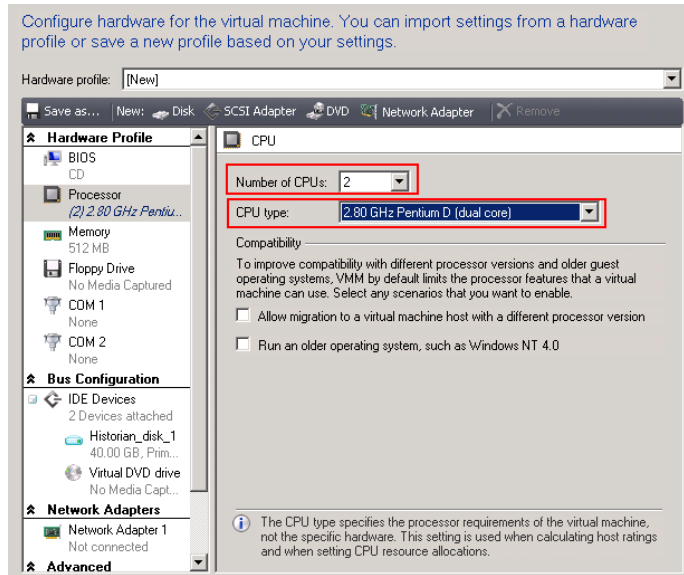 Configure hardware for the virtual machine. You can import settings from a hardware
profile or save a new profile based on your settings.
Hardware profile: [New]
Save as... New: Disk SCSI Adapter DVD Network Adapter Remove
Hardware Profile
BIOS
CD
Processor
(2) 2.80 GHz Pentiu...
Memory
512 MB
Floppy Drive
No Media Captured
COM 1
None
COM 2
None
Bus Configuration
IDE Devices
2 Devices attached
Historian_disk_1
40.00 GB, Prim...
Virtual DVD drive
No Media Capt...
Network Adapters
Network Adapter 1
Not connected
Advanced
CPU
Number of CPUs: 2
CPU type: 2.80 GHz Pentium D (dual core)
Compatibility
To improve compatibility with different processor versions and older guest
operating systems, VMM by default limits the processor features that a virtual
machine can use. Select any scenarios that you want to enable.
Allow migration to a virtual machine host with a different processor version
Run an older operating system, such as Windows NT 4.0
The CPU type specifies the processor requirements of the virtual machine,
not the specific hardware. This setting is used when calculating host ratings
and when setting CPU resource allocations.